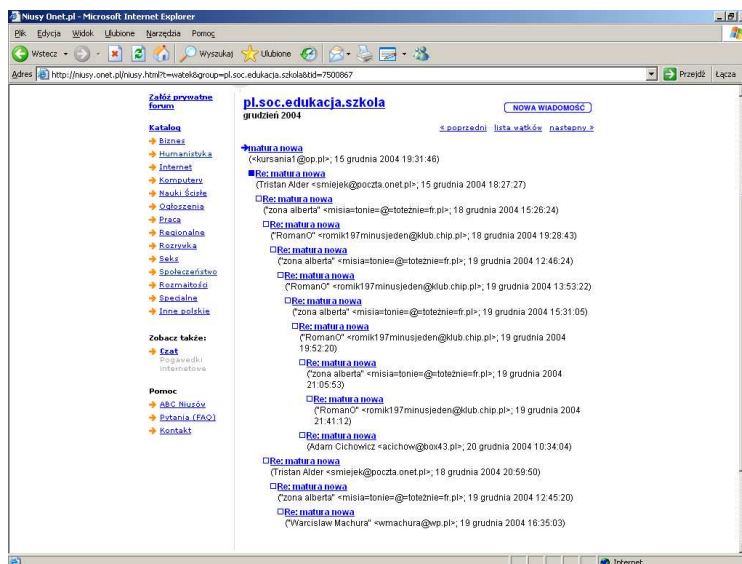 Niusy Onet.pl - Microsoft Internet Explorer
Plik Edycja Widok Ulubione Narzędzia Pomoc
Wstecz Wyszukaj Ulubione
Adres http://niusy.onet.pl/niusy.html?t=watek&group=pl.soc.edukacja.szkola&tid=7500867 Przejdź Łącza
Załóż prywatne
forum
Katalog
Biznes
Humanistyka
Internet
Komputery
Nauki Ścisłe
Ogłoszenia
Praca
Regionalne
Rozrywka
Seks
Społeczeństwo
Rozmaitości
Specjalne
Inne polskie
Zobacz także:
Czat
Pogawędki
internetowe
Pomoc
ABC Niusów
Pytania (FAQ)
Kontakt
pl.soc.edukacja.szkola
grudzień 2004
NOWA WIADOMOŚĆ
< poprzedni lista wątków następny >
matura nowa
(<kursania1@op.pl>; 15 grudnia 2004 19:31:46)
Re: matura nowa
(Tristan Alder <smiejek@poczta.onet.pl>; 15 grudnia 2004 18:27:27)
Re: matura nowa
("zona alberta" <misia=tonie=@=toteżnie=fr.pl>; 18 grudnia 2004 15:26:24)
Re: matura nowa
("RomanO" <romik197minusjeden@klub.chip.pl>; 18 grudnia 2004 19:28:43)
Re: matura nowa
("zona alberta" <misia=tonie=@=toteżnie=fr.pl>; 19 grudnia 2004 12:46:24)
Re: matura nowa
("RomanO" <romik197minusjeden@klub.chip.pl>; 19 grudnia 2004 13:53:22)
Re: matura nowa
("zona alberta" <misia=tonie=@=toteżnie=fr.pl>; 19 grudnia 2004 15:31:05)
Re: matura nowa
("RomanO" <romik197minusjeden@klub.chip.pl>; 19 grudnia 2004
19:52:20)
Re: matura nowa
("zona alberta" <misia=tonie=@=toteżnie=fr.pl>; 19 grudnia 2004
21:05:53)
Re: matura nowa
("RomanO" <romik197minusjeden@klub.chip.pl>; 19 grudnia 2004
21:41:12)
Re: matura nowa
(Adam Cichowicz <acichow@box43.pl>; 20 grudnia 2004 10:34:04)
Re: matura nowa
(Tristan Alder <smiejek@poczta.onet.pl>; 18 grudnia 2004 20:59:50)
Re: matura nowa
("zona alberta" <misia=tonie=@=toteżnie=fr.pl>; 19 grudnia 2004 12:45:20)
Re: matura nowa
("Warcislaw Machura" <wmachura@wp.pl>; 19 grudnia 2004 16:35:03)
Internet